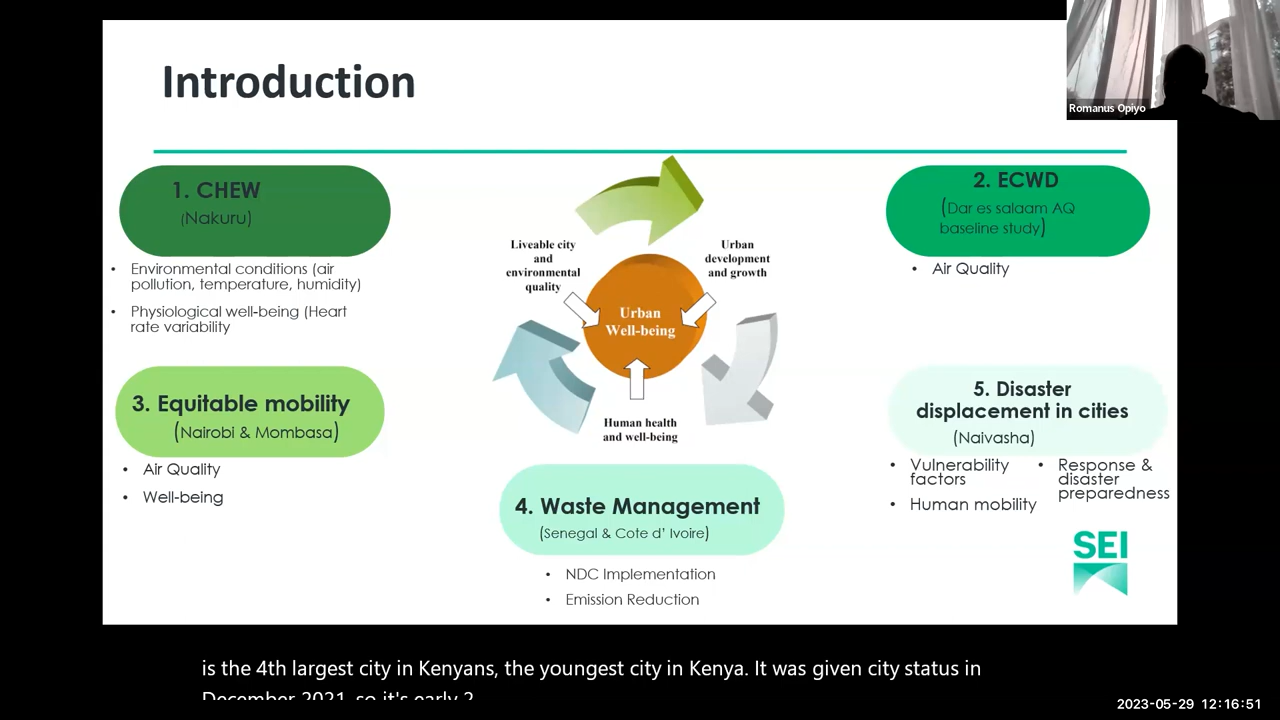 Introduction
Romanus Opiyo
1. CHEW
(Nakuru)
• Environmental conditions (air
pollution, temperature, humidity)
• Physiological well-being (Heart
rate variability
2. ECWD
(Dar es salaam AQ
baseline study)
• Air Quality
Liveable city
and
environmental
quality
Urban
development
and growth
Urban
Well-being
Human health
and well-being
3. Equitable mobility
(Nairobi & Mombasa)
• Air Quality
• Well-being
4. Waste Management
(Senegal & Cote d’ Ivoire)
• NDC Implementation
• Emission Reduction
5. Disaster
displacement in cities
(Naivasha)
• Vulnerability
factors
• Human mobility
• Response &
disaster
preparedness
SEI
is the 4th largest city in Kenyans, the youngest city in Kenya. It was given city status in
December 2021, so it's early 2
2023-05-29 12:16:51